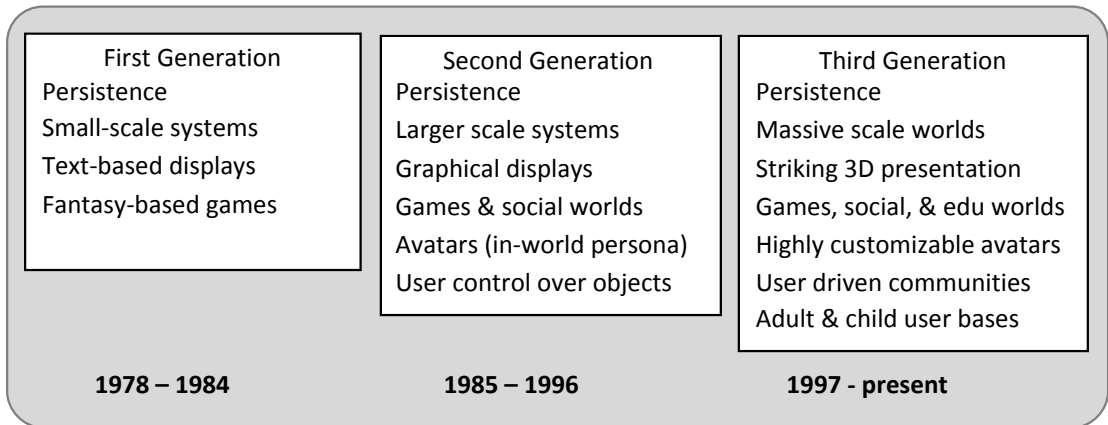 First Generation
Persistence
Small-scale systems
Text-based displays
Fantasy-based games
Second Generation
Persistence
Larger scale systems
Graphical displays
Games & social worlds
Avatars (in-world persona)
User control over objects
Third Generation
Persistence
Massive scale worlds
Striking 3D presentation
Games, social, & edu worlds
Highly customizable avatars
User driven communities
Adult & child user bases
1978 – 1984
1985 – 1996
1997 - present